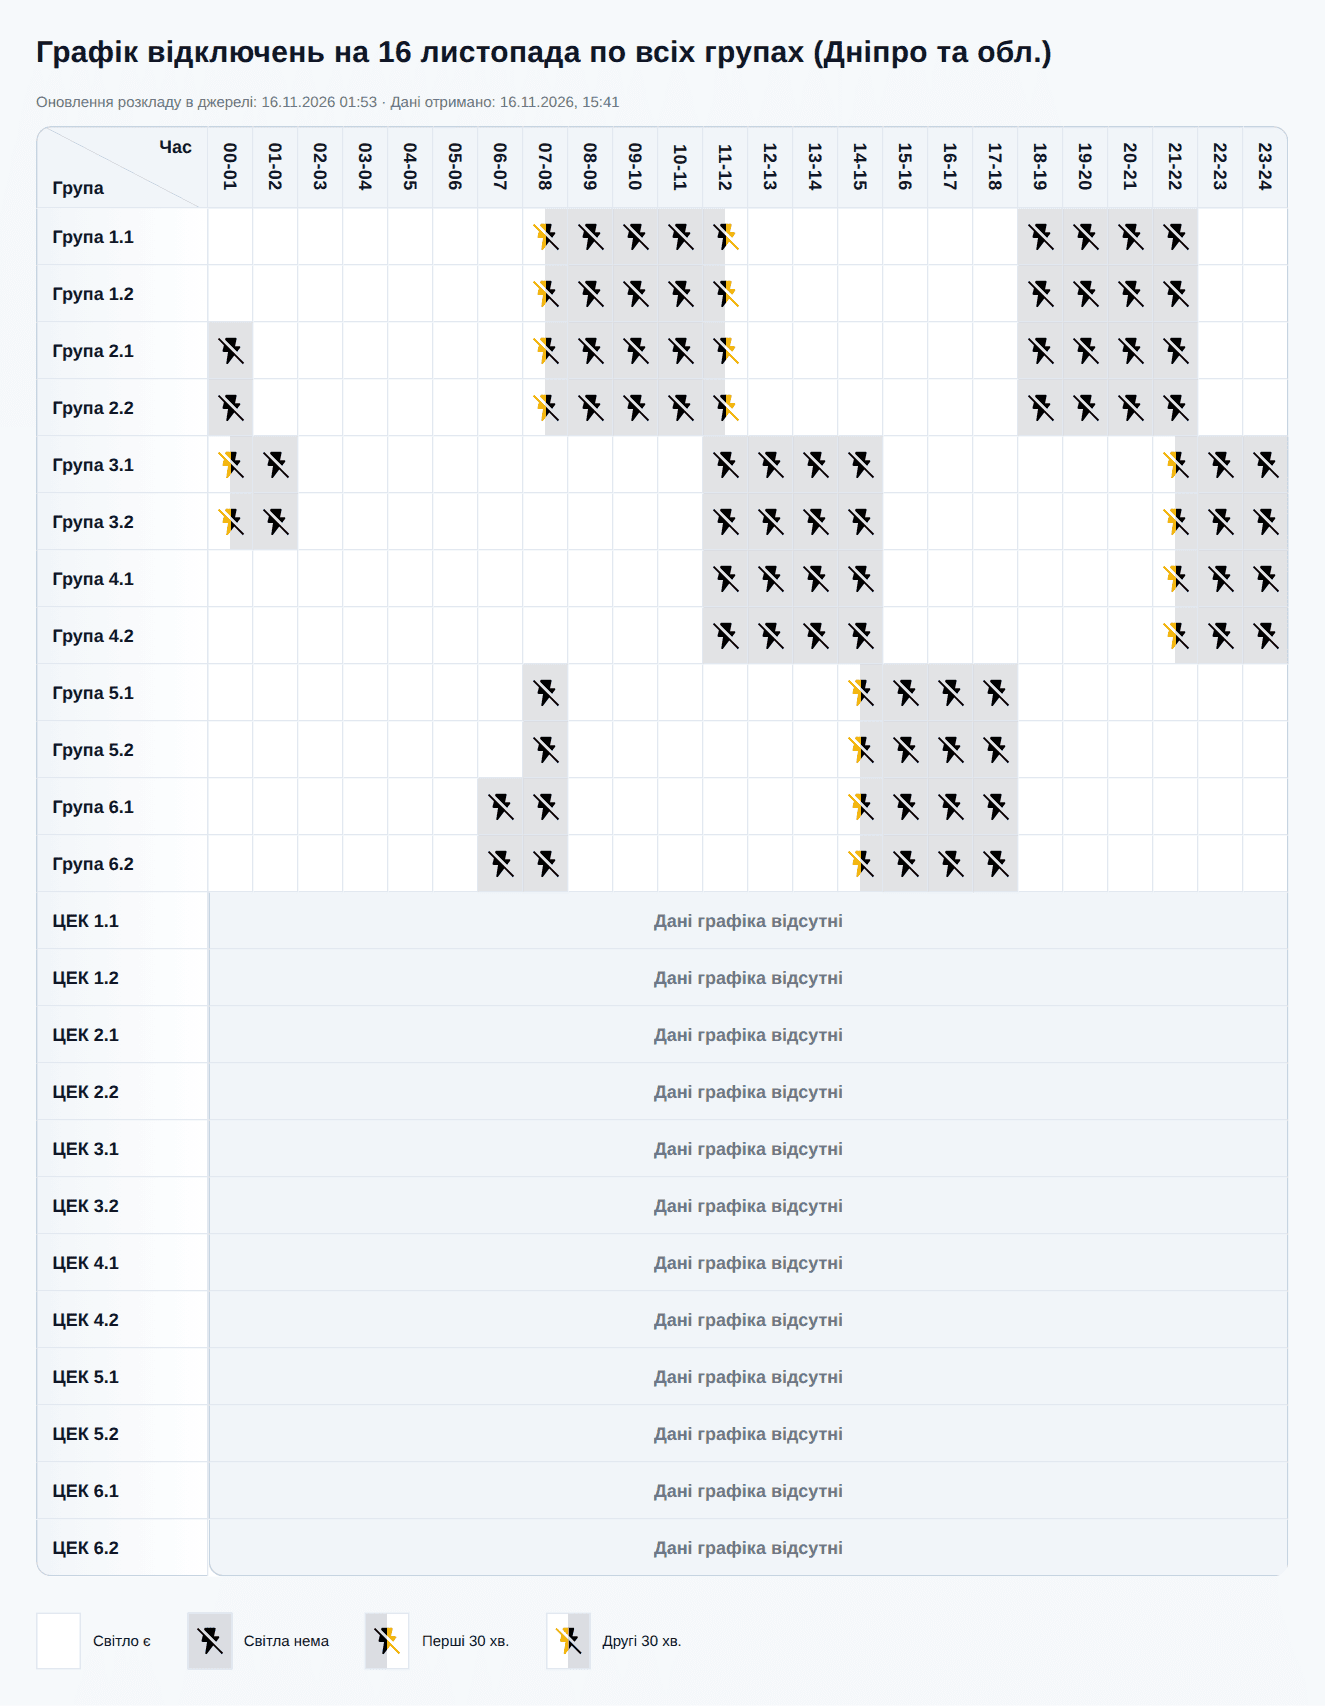 Графік відключень на 16 листопада по всіх групах (Дніпро та обл.)
Оновлення розкладу в джерелі: 16.11.2026 01:53 · Дані отримано: 16.11.2026, 15:41
Час
Група
00-01
01-02
02-03
03-04
04-05
05-06
06-07
07-08
08-09
09-10
10-11
11-12
12-13
13-14
14-15
15-16
16-17
17-18
18-19
19-20
20-21
21-22
22-23
23-24
Група 1.1
Група 1.2
Група 2.1
Група 2.2
Група 3.1
Група 3.2
Група 4.1
Група 4.2
Група 5.1
Група 5.2
Група 6.1
Група 6.2
ЦЕК 1.1 Дані графіка відсутні
ЦЕК 1.2 Дані графіка відсутні
ЦЕК 2.1 Дані графіка відсутні
ЦЕК 2.2 Дані графіка відсутні
ЦЕК 3.1 Дані графіка відсутні
ЦЕК 3.2 Дані графіка відсутні
ЦЕК 4.1 Дані графіка відсутні
ЦЕК 4.2 Дані графіка відсутні
ЦЕК 5.1 Дані графіка відсутні
ЦЕК 5.2 Дані графіка відсутні
ЦЕК 6.1 Дані графіка відсутні
ЦЕК 6.2 Дані графіка відсутні
Світло є Світла нема Перші 30 хв. Другі 30 хв.